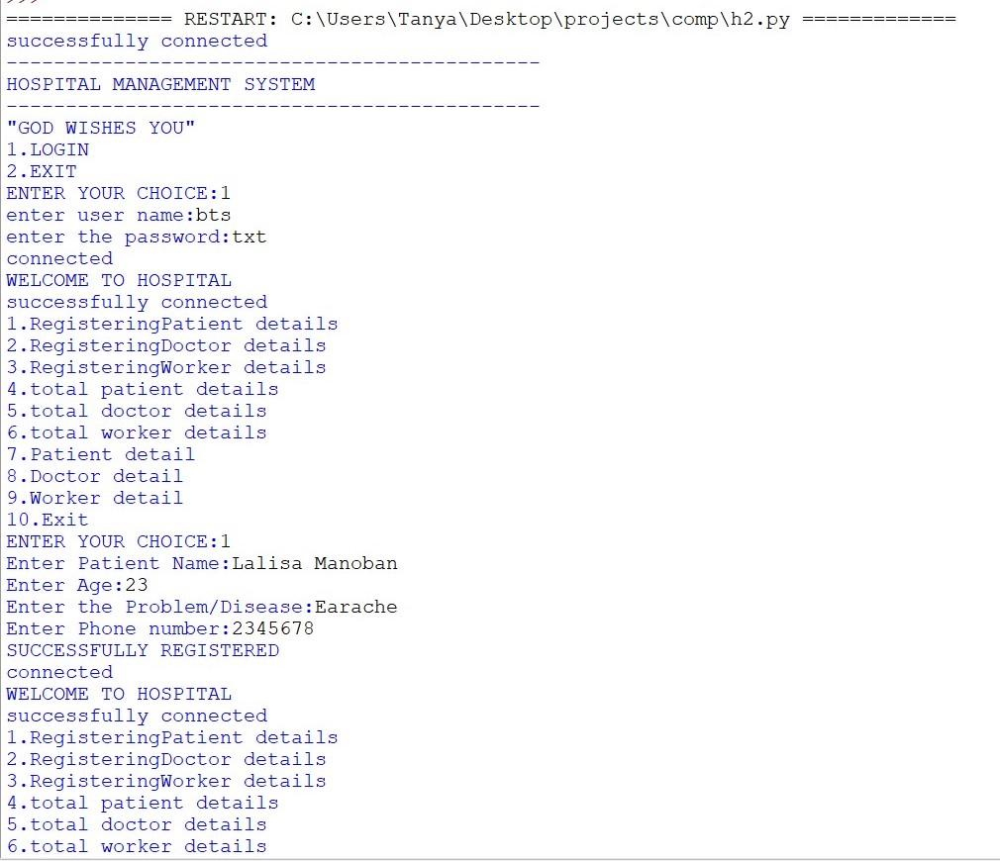 ============== RESTART: C:\Users\Tanya\Desktop\projects\comp\h2.py =============
successfully connected
---------------------------------------------
HOSPITAL MANAGEMENT SYSTEM
---------------------------------------------
"GOD WISHES YOU"
1.LOGIN
2.EXIT
ENTER YOUR CHOICE:1
enter user name:bts
enter the password:txt
connected
WELCOME TO HOSPITAL
successfully connected
1.RegisteringPatient details
2.RegisteringDoctor details
3.RegisteringWorker details
4.total patient details
5.total doctor details
6.total worker details
7.Patient detail
8.Doctor detail
9.Worker detail
10.Exit
ENTER YOUR CHOICE:1
Enter Patient Name:Lalisa Manoban
Enter Age:23
Enter the Problem/Disease:Earache
Enter Phone number:2345678
SUCCESSFULLY REGISTERED
connected
WELCOME TO HOSPITAL
successfully connected
1.RegisteringPatient details
2.RegisteringDoctor details
3.RegisteringWorker details
4.total patient details
5.total doctor details
6.total worker details